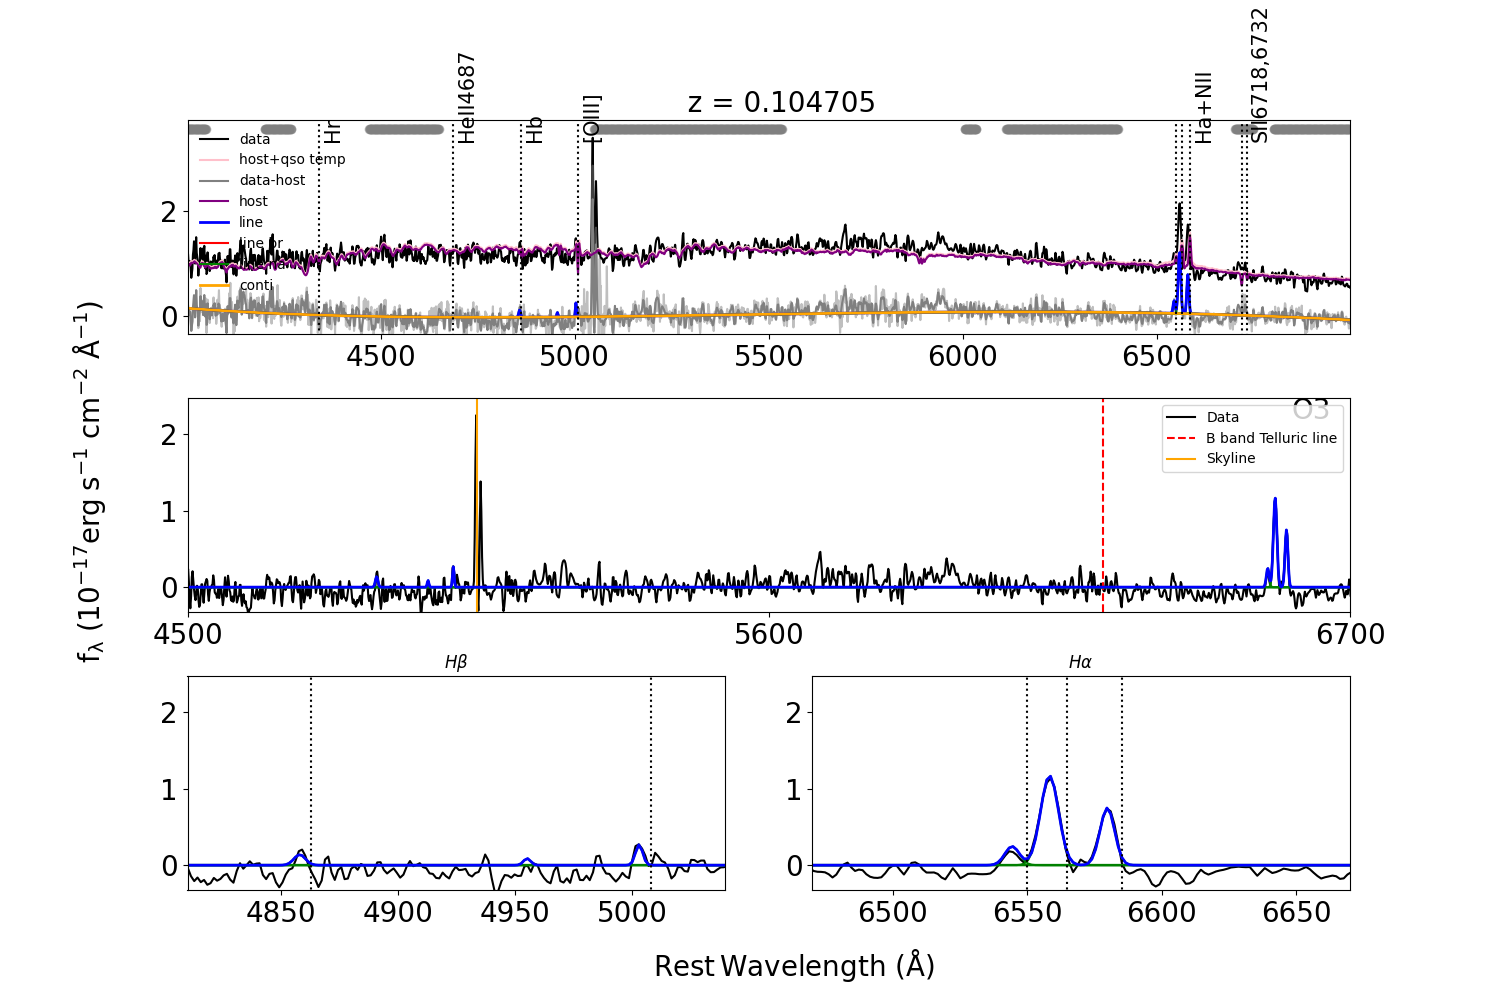 z = 0.104705
Hr
HeII4687
Hb
[OIII]
Ha+NII
SII6718,6732
data
host+qso temp
data-host
host
line
line br
conti
0
2
4500
5000
5500
6000
6500
f_λ (10^−17 erg s^−1 cm^−2 Å^−1)
O3
Data
B band Telluric line
Skyline
0
1
2
4500
5600
6700
Hβ
0
1
2
4850
4900
4950
5000
Hα
0
1
2
6500
6550
6600
6650
Rest Wavelength (Å)